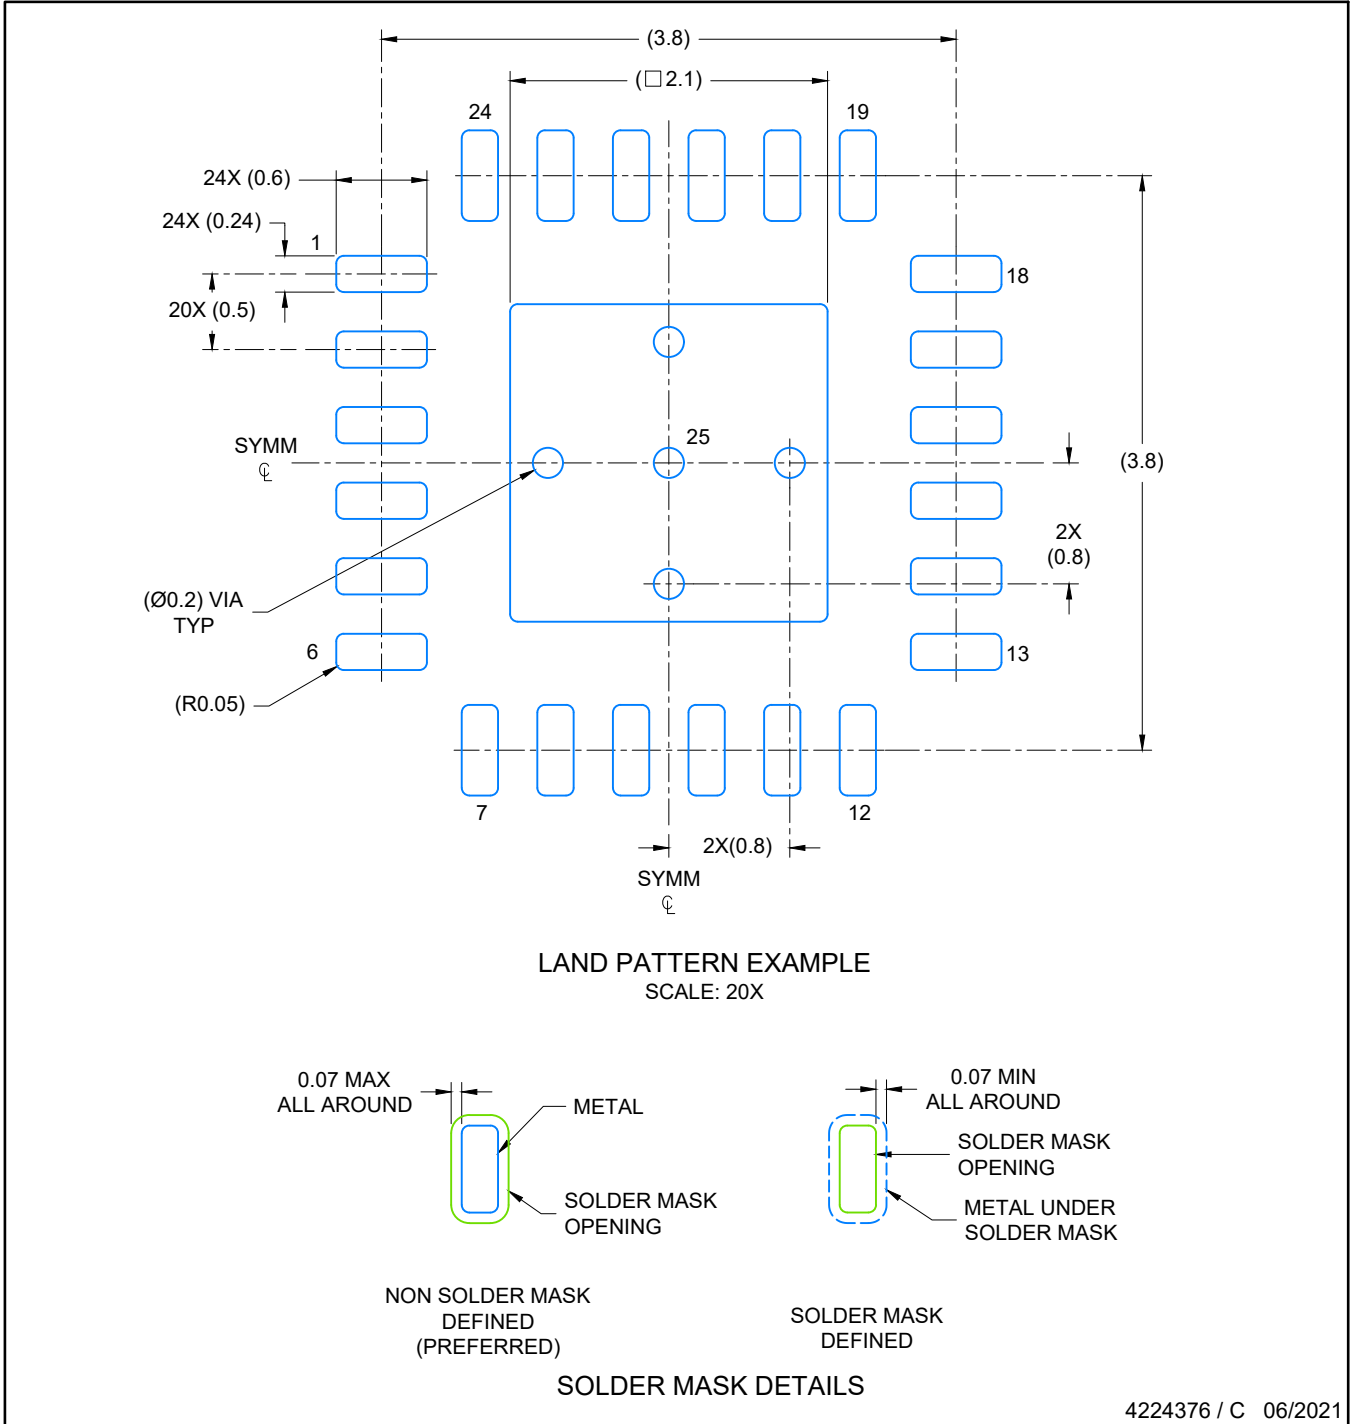 (3.8)
(□2.1)
24
19
24X (0.6)
24X (0.24)
1
18
20X (0.5)
SYMM
℄
25
(3.8)
2X
(0.8)
(Ø0.2) VIA
TYP
6
13
(R0.05)
7
12
2X(0.8)
SYMM
℄
LAND PATTERN EXAMPLE
SCALE: 20X
0.07 MAX
ALL AROUND
METAL
SOLDER MASK
OPENING
NON SOLDER MASK
DEFINED
(PREFERRED)
0.07 MIN
ALL AROUND
SOLDER MASK
OPENING
METAL UNDER
SOLDER MASK
SOLDER MASK
DEFINED
SOLDER MASK DETAILS
4224376 / C 06/2021